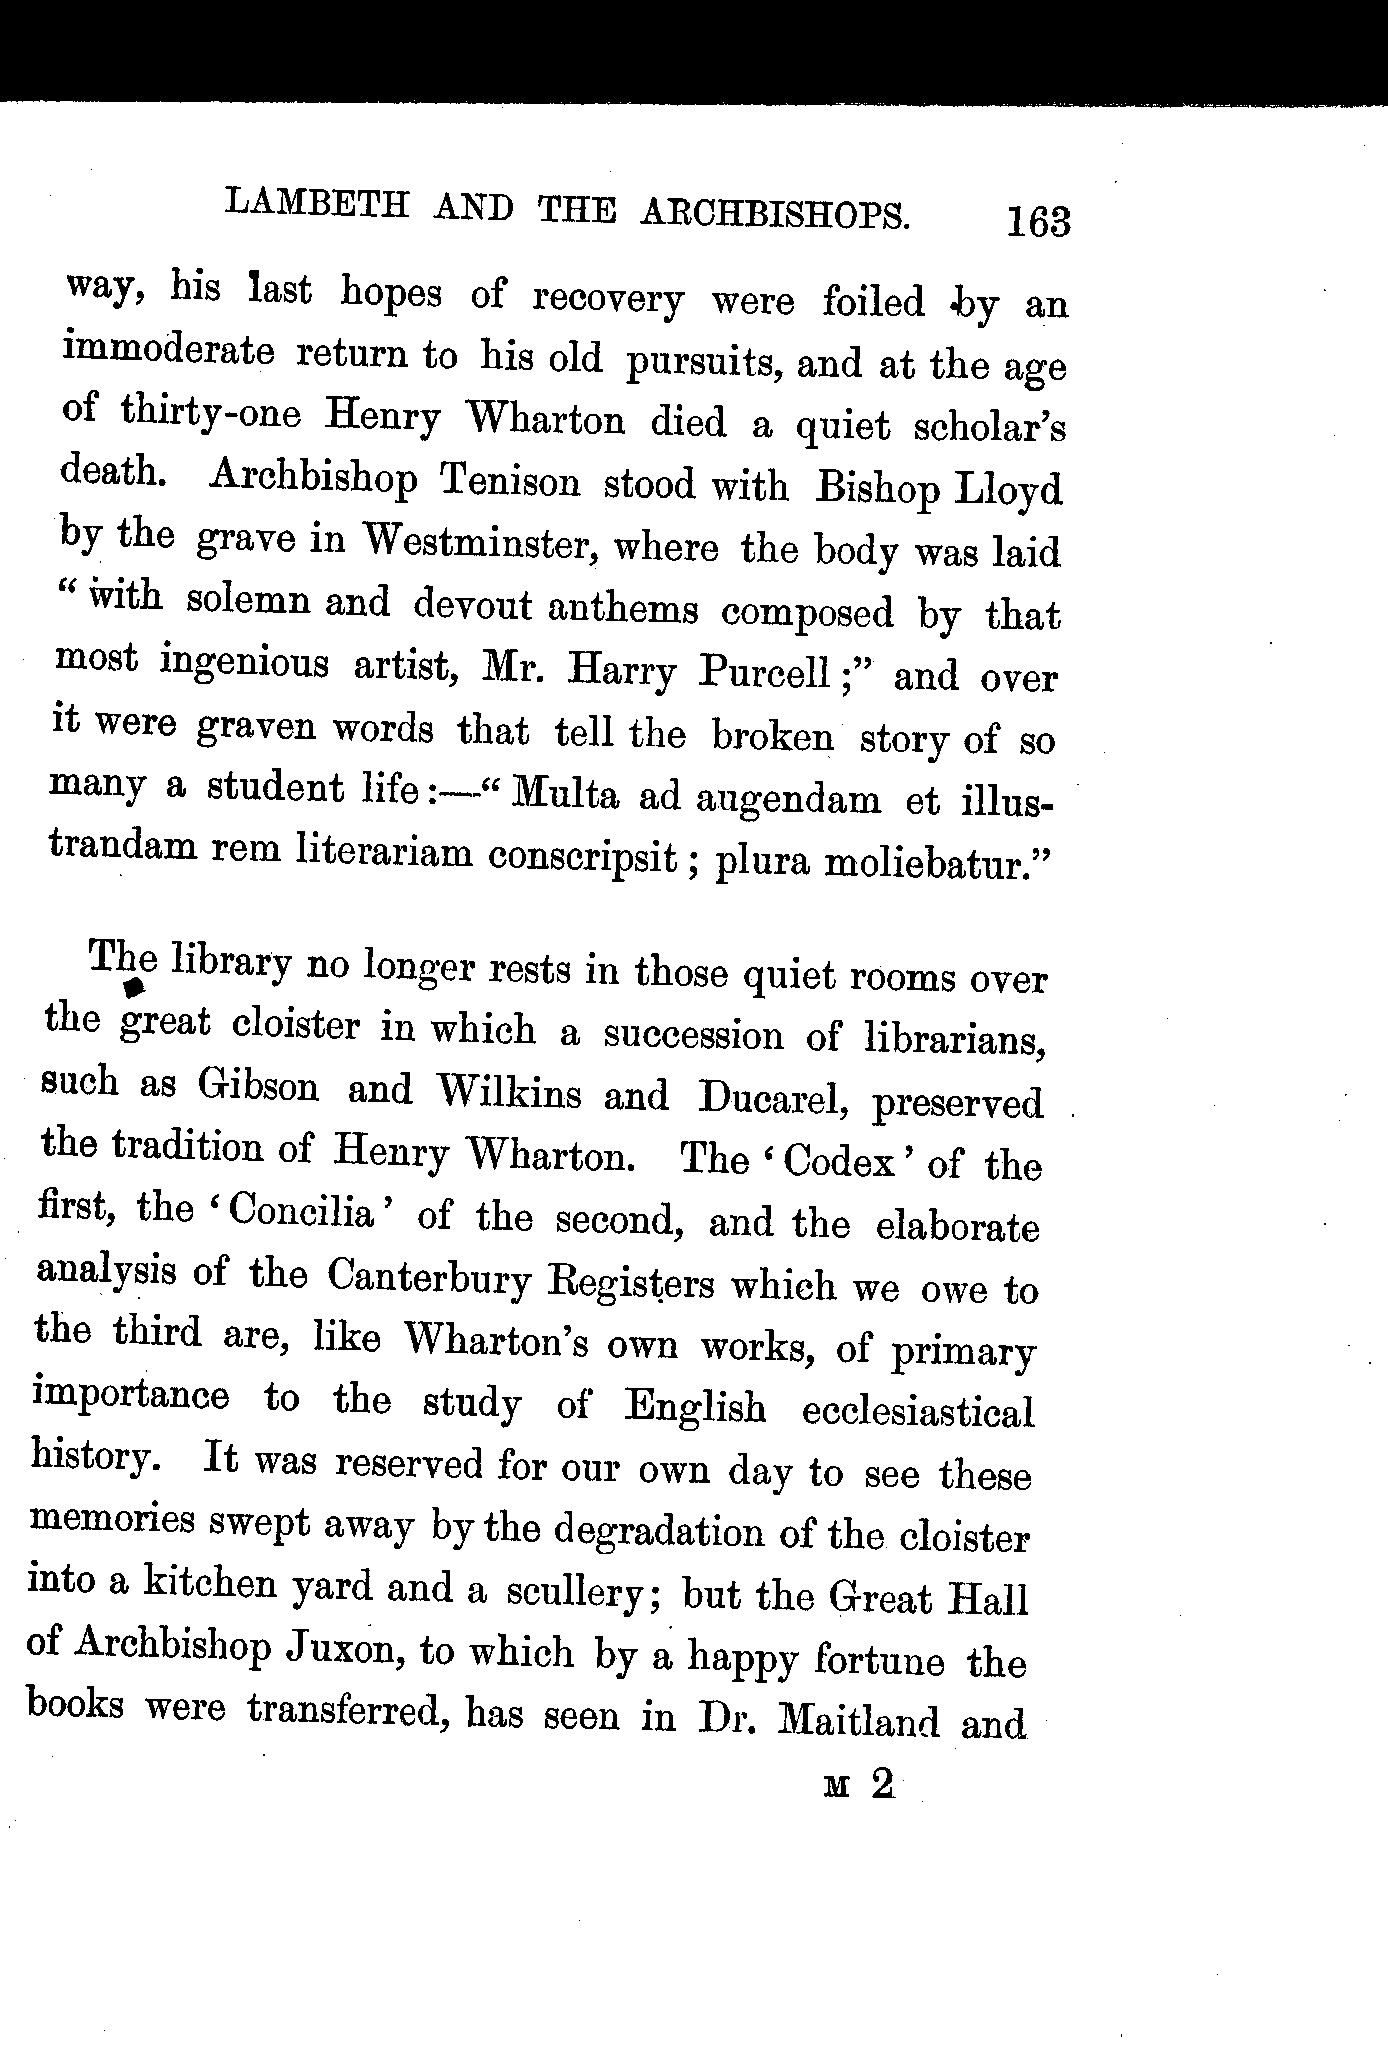 LAMBETH AND THE ARCHBISHOPS. 163
way, his last hopes of recovery were foiled by an
immoderate return to his old pursuits, and at the age
of thirty-one Henry Wharton died a quiet scholar's
death. Archbishop Tenison stood with Bishop Lloyd
by the grave in Westminster, where the body was laid
“ with solemn and devout anthems composed by that
most ingenious artist, Mr. Harry Purcell ;” and over
it were graven words that tell the broken story of so
many a student life :—“ Multa ad augendam et illus-
trandam rem literariam conscripsit ; plura moliebatur.”
The library no longer rests in those quiet rooms over
the great cloister in which a succession of librarians,
such as Gibson and Wilkins and Ducarel, preserved
the tradition of Henry Wharton. The ‘ Codex ’ of the
first, the ‘ Concilia ’ of the second, and the elaborate
analysis of the Canterbury Registers which we owe to
the third are, like Wharton's own works, of primary
importance to the study of English ecclesiastical
history. It was reserved for our own day to see these
memories swept away by the degradation of the cloister
into a kitchen yard and a scullery; but the Great Hall
of Archbishop Juxon, to which by a happy fortune the
books were transferred, has seen in Dr. Maitland and
M 2